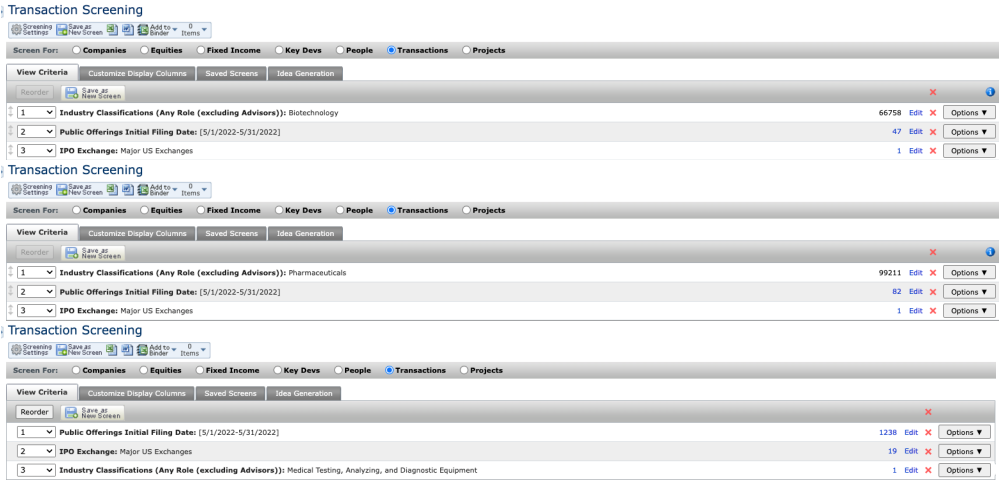 Transaction Screening
Screening Settings Save as New Screen Add to Binder 0 Items
Screen For: Companies Equities Fixed Income Key Devs People Transactions Projects
View Criteria Customize Display Columns Saved Screens Idea Generation
Reorder Save as New Screen
1 Industry Classifications (Any Role (excluding Advisors)): Biotechnology 66758 Edit Options ▼
2 Public Offerings Initial Filing Date: [5/1/2022-5/31/2022] 47 Edit Options ▼
3 IPO Exchange: Major US Exchanges 1 Edit Options ▼
Transaction Screening
Screening Settings Save as New Screen Add to Binder 0 Items
Screen For: Companies Equities Fixed Income Key Devs People Transactions Projects
View Criteria Customize Display Columns Saved Screens Idea Generation
Reorder Save as New Screen
1 Industry Classifications (Any Role (excluding Advisors)): Pharmaceuticals 99211 Edit Options ▼
2 Public Offerings Initial Filing Date: [5/1/2022-5/31/2022] 82 Edit Options ▼
3 IPO Exchange: Major US Exchanges 1 Edit Options ▼
Transaction Screening
Screening Settings Save as New Screen Add to Binder 0 Items
Screen For: Companies Equities Fixed Income Key Devs People Transactions Projects
View Criteria Customize Display Columns Saved Screens Idea Generation
Reorder Save as New Screen
1 Public Offerings Initial Filing Date: [5/1/2022-5/31/2022] 1238 Edit Options ▼
2 IPO Exchange: Major US Exchanges 19 Edit Options ▼
3 Industry Classifications (Any Role (excluding Advisors)): Medical Testing, Analyzing, and Diagnostic Equipment 1 Edit Options ▼